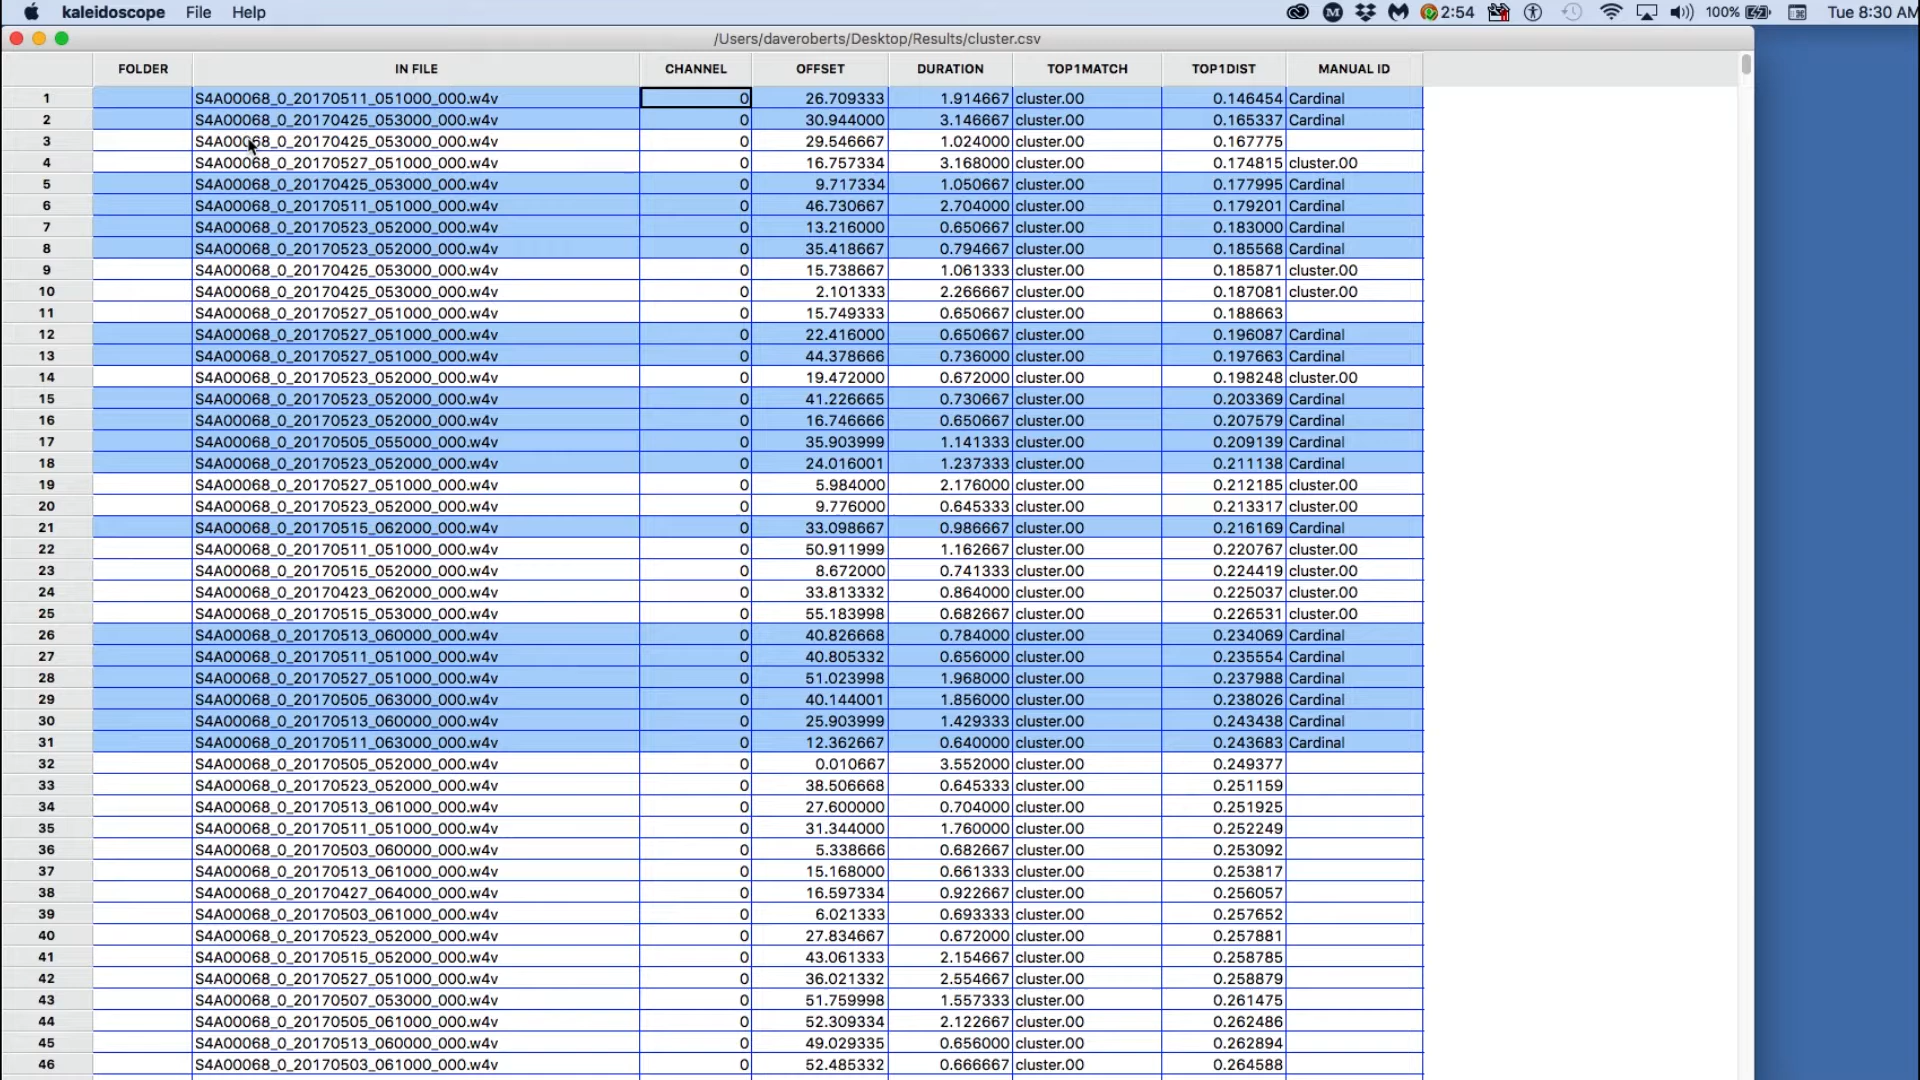 kaleidoscope File Help 2:54 100% Tue 8:30 AM
/Users/daveroberts/Desktop/Results/cluster.csv
FOLDER IN FILE CHANNEL OFFSET DURATION TOP1MATCH TOP1DIST MANUAL ID
1 S4A00068_0_20170511_051000_000.w4v 0 26.709333 1.914667 cluster.00 0.146454 Cardinal
2 S4A00068_0_20170425_053000_000.w4v 0 30.944000 3.146667 cluster.00 0.165337 Cardinal
3 S4A00068_0_20170425_053000_000.w4v 0 29.546667 1.024000 cluster.00 0.167775
4 S4A00068_0_20170527_051000_000.w4v 0 16.757334 3.168000 cluster.00 0.174815 cluster.00
5 S4A00068_0_20170425_053000_000.w4v 0 9.717334 1.050667 cluster.00 0.177995 Cardinal
6 S4A00068_0_20170511_051000_000.w4v 0 46.730667 2.704000 cluster.00 0.179201 Cardinal
7 S4A00068_0_20170523_052000_000.w4v 0 13.216000 0.650667 cluster.00 0.183000 Cardinal
8 S4A00068_0_20170523_052000_000.w4v 0 35.418667 0.794667 cluster.00 0.185568 Cardinal
9 S4A00068_0_20170425_053000_000.w4v 0 15.738667 1.061333 cluster.00 0.185871 cluster.00
10 S4A00068_0_20170425_053000_000.w4v 0 2.101333 2.266667 cluster.00 0.187081 cluster.00
11 S4A00068_0_20170527_051000_000.w4v 0 15.749333 0.650667 cluster.00 0.188663
12 S4A00068_0_20170527_051000_000.w4v 0 22.416000 0.650667 cluster.00 0.196087 Cardinal
13 S4A00068_0_20170527_051000_000.w4v 0 44.378666 0.736000 cluster.00 0.197663 Cardinal
14 S4A00068_0_20170523_052000_000.w4v 0 19.472000 0.672000 cluster.00 0.198248 cluster.00
15 S4A00068_0_20170523_052000_000.w4v 0 41.226665 0.730667 cluster.00 0.203369 Cardinal
16 S4A00068_0_20170523_052000_000.w4v 0 16.746666 0.650667 cluster.00 0.207579 Cardinal
17 S4A00068_0_20170505_055000_000.w4v 0 35.903999 1.141333 cluster.00 0.209139 Cardinal
18 S4A00068_0_20170523_052000_000.w4v 0 24.016001 1.237333 cluster.00 0.211138 Cardinal
19 S4A00068_0_20170527_051000_000.w4v 0 5.984000 2.176000 cluster.00 0.212185 cluster.00
20 S4A00068_0_20170523_052000_000.w4v 0 9.776000 0.645333 cluster.00 0.213317 cluster.00
21 S4A00068_0_20170515_062000_000.w4v 0 33.098667 0.986667 cluster.00 0.216169 Cardinal
22 S4A00068_0_20170511_051000_000.w4v 0 50.911999 1.162667 cluster.00 0.220767 cluster.00
23 S4A00068_0_20170515_052000_000.w4v 0 8.672000 0.741333 cluster.00 0.224419 cluster.00
24 S4A00068_0_20170423_062000_000.w4v 0 33.813332 0.864000 cluster.00 0.225037 cluster.00
25 S4A00068_0_20170515_053000_000.w4v 0 55.183998 0.682667 cluster.00 0.226531 cluster.00
26 S4A00068_0_20170513_060000_000.w4v 0 40.826668 0.784000 cluster.00 0.234069 Cardinal
27 S4A00068_0_20170511_051000_000.w4v 0 40.805332 0.656000 cluster.00 0.235554 Cardinal
28 S4A00068_0_20170527_051000_000.w4v 0 51.023998 1.968000 cluster.00 0.237988 Cardinal
29 S4A00068_0_20170505_063000_000.w4v 0 40.144001 1.856000 cluster.00 0.238026 Cardinal
30 S4A00068_0_20170513_060000_000.w4v 0 25.903999 1.429333 cluster.00 0.243438 Cardinal
31 S4A00068_0_20170511_063000_000.w4v 0 12.362667 0.640000 cluster.00 0.243683 Cardinal
32 S4A00068_0_20170505_052000_000.w4v 0 0.010667 3.552000 cluster.00 0.249377
33 S4A00068_0_20170523_052000_000.w4v 0 38.506668 0.645333 cluster.00 0.251159
34 S4A00068_0_20170513_061000_000.w4v 0 27.600000 0.704000 cluster.00 0.251925
35 S4A00068_0_20170511_051000_000.w4v 0 31.344000 1.760000 cluster.00 0.252249
36 S4A00068_0_20170503_060000_000.w4v 0 5.338666 0.682667 cluster.00 0.253092
37 S4A00068_0_20170513_061000_000.w4v 0 15.168000 0.661333 cluster.00 0.253817
38 S4A00068_0_20170427_064000_000.w4v 0 16.597334 0.922667 cluster.00 0.256057
39 S4A00068_0_20170503_061000_000.w4v 0 6.021333 0.693333 cluster.00 0.257652
40 S4A00068_0_20170523_052000_000.w4v 0 27.834667 0.672000 cluster.00 0.257881
41 S4A00068_0_20170515_052000_000.w4v 0 43.061333 2.154667 cluster.00 0.258785
42 S4A00068_0_20170527_051000_000.w4v 0 36.021332 2.554667 cluster.00 0.258879
43 S4A00068_0_20170507_053000_000.w4v 0 51.759998 1.557333 cluster.00 0.261475
44 S4A00068_0_20170505_061000_000.w4v 0 52.309334 2.122667 cluster.00 0.262486
45 S4A00068_0_20170513_060000_000.w4v 0 49.029335 0.656000 cluster.00 0.262894
46 S4A00068_0_20170503_061000_000.w4v 0 52.485332 0.666667 cluster.00 0.264588